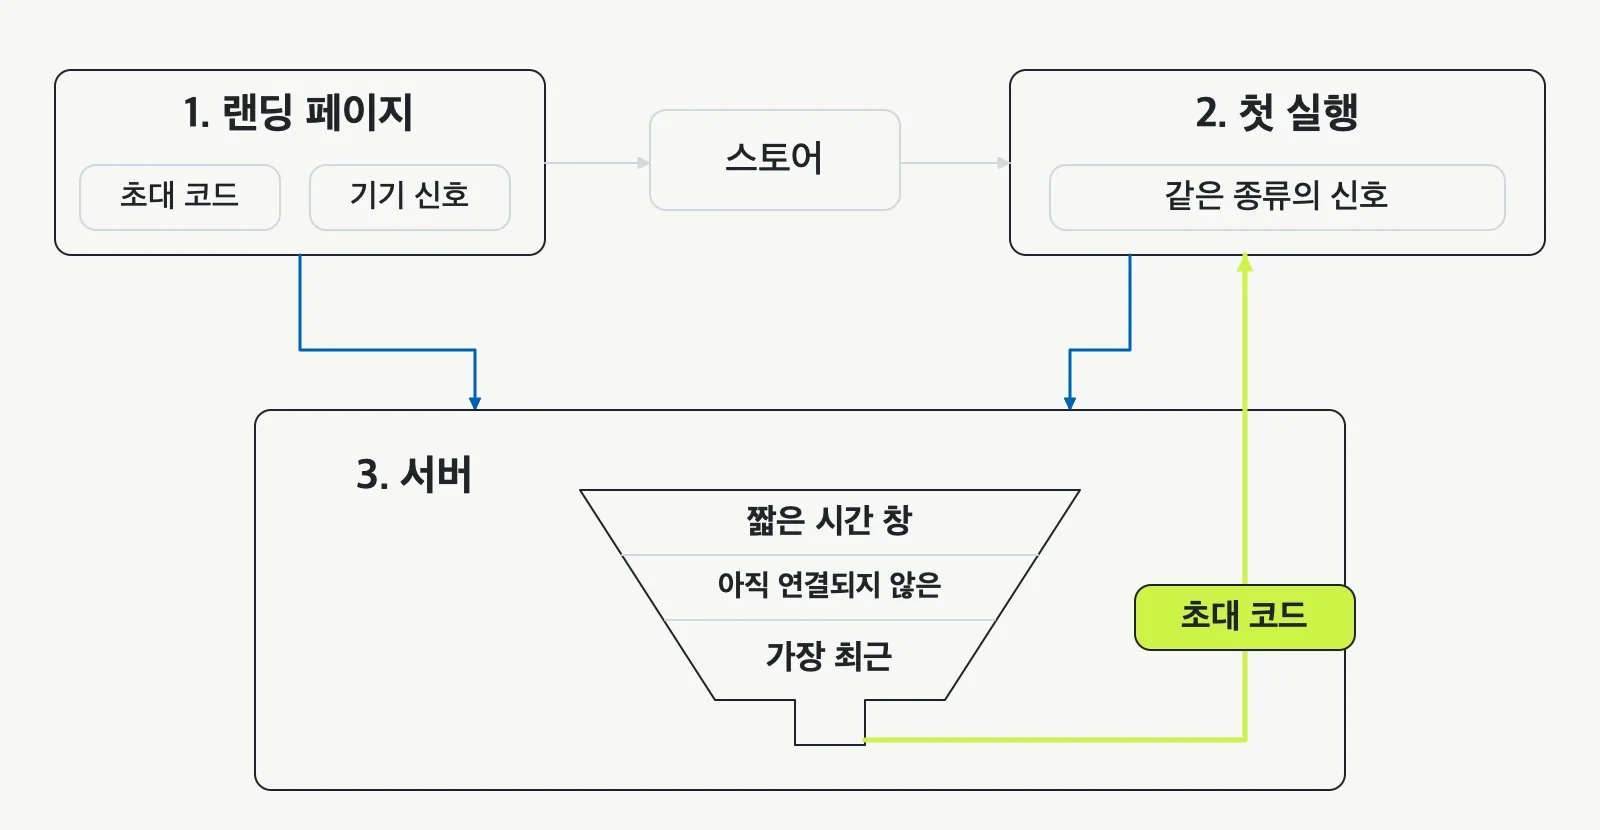 1. 랜딩 페이지
초대 코드
기기 신호
스토어
2. 첫 실행
같은 종류의 신호
3. 서버
짧은 시간 창
아직 연결되지 않은
가장 최근
초대 코드